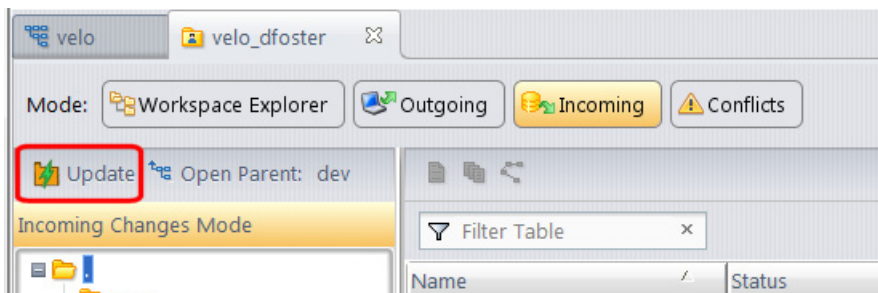 velo velo_dfoster
Mode: Workspace Explorer Outgoing Incoming Conflicts
Update Open Parent: dev
Incoming Changes Mode
Filter Table
.
Name Status